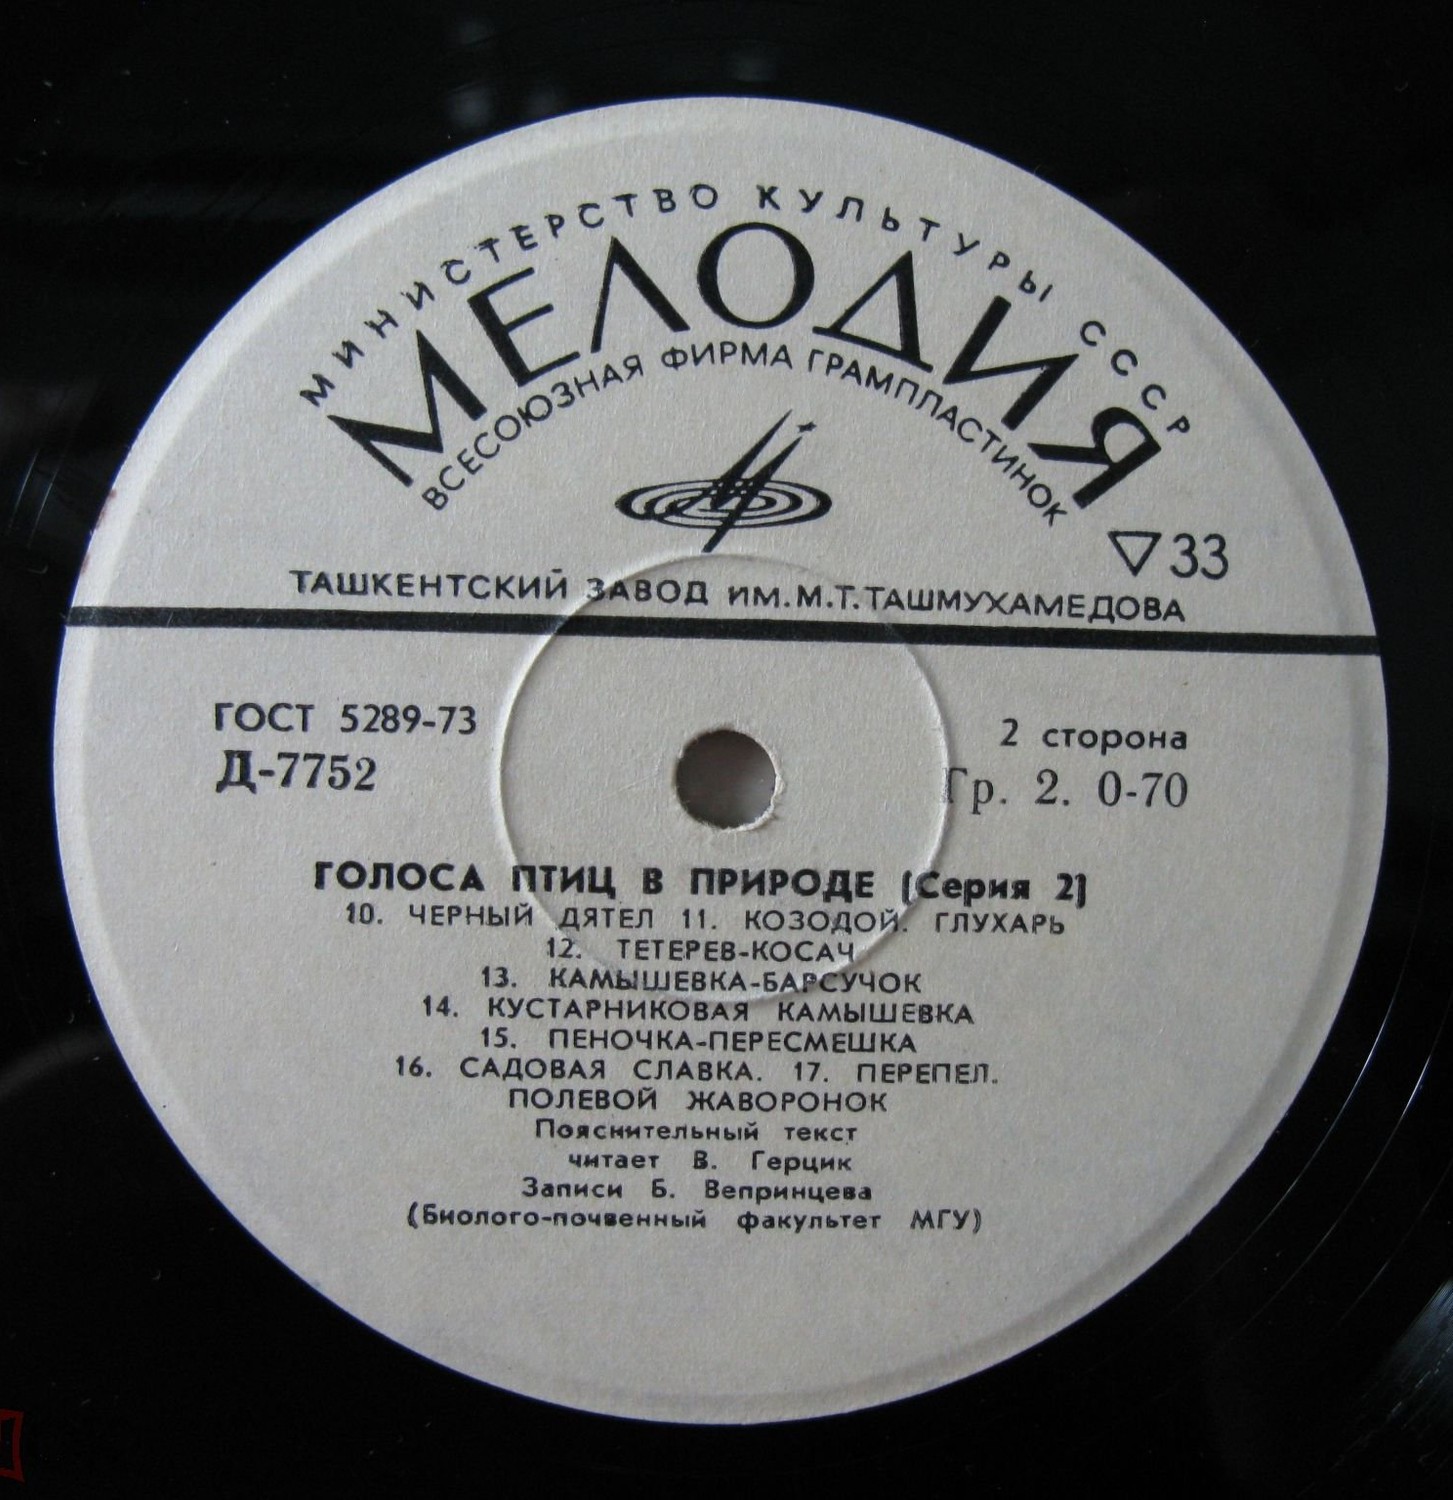 МИНИСТЕРСТВО КУЛЬТУРЫ СССР
МЕЛОДИЯ
ВСЕСОЮЗНАЯ ФИРМА ГРАМПЛАСТИНОК
33
ТАШКЕНТСКИЙ ЗАВОД ИМ.М.Т.ТАШМУХАМЕДОВА
ГОСТ 5289-73
2 сторона
Д-7752
Гр. 2. 0-70
ГОЛОСА ПТИЦ В ПРИРОДЕ (Серия 2)
10. ЧЕРНЫЙ ДЯТЕЛ 11. КОЗОДОЙ. ГЛУХАРЬ
12. ТЕТЕРЕВ-КОСАЧ
13. КАМЫШЕВКА-БАРСУЧОК
14. КУСТАРНИКОВАЯ КАМЫШЕВКА
15. ПЕНОЧКА-ПЕРЕСМЕШКА
16. САДОВАЯ СЛАВКА. 17. ПЕРЕПЕЛ.
ПОЛЕВОЙ ЖАВОРОНОК
Пояснительный текст
читает В. Герцик
Записи Б. Вепринцева
(Биолого-почвенный факультет МГУ)